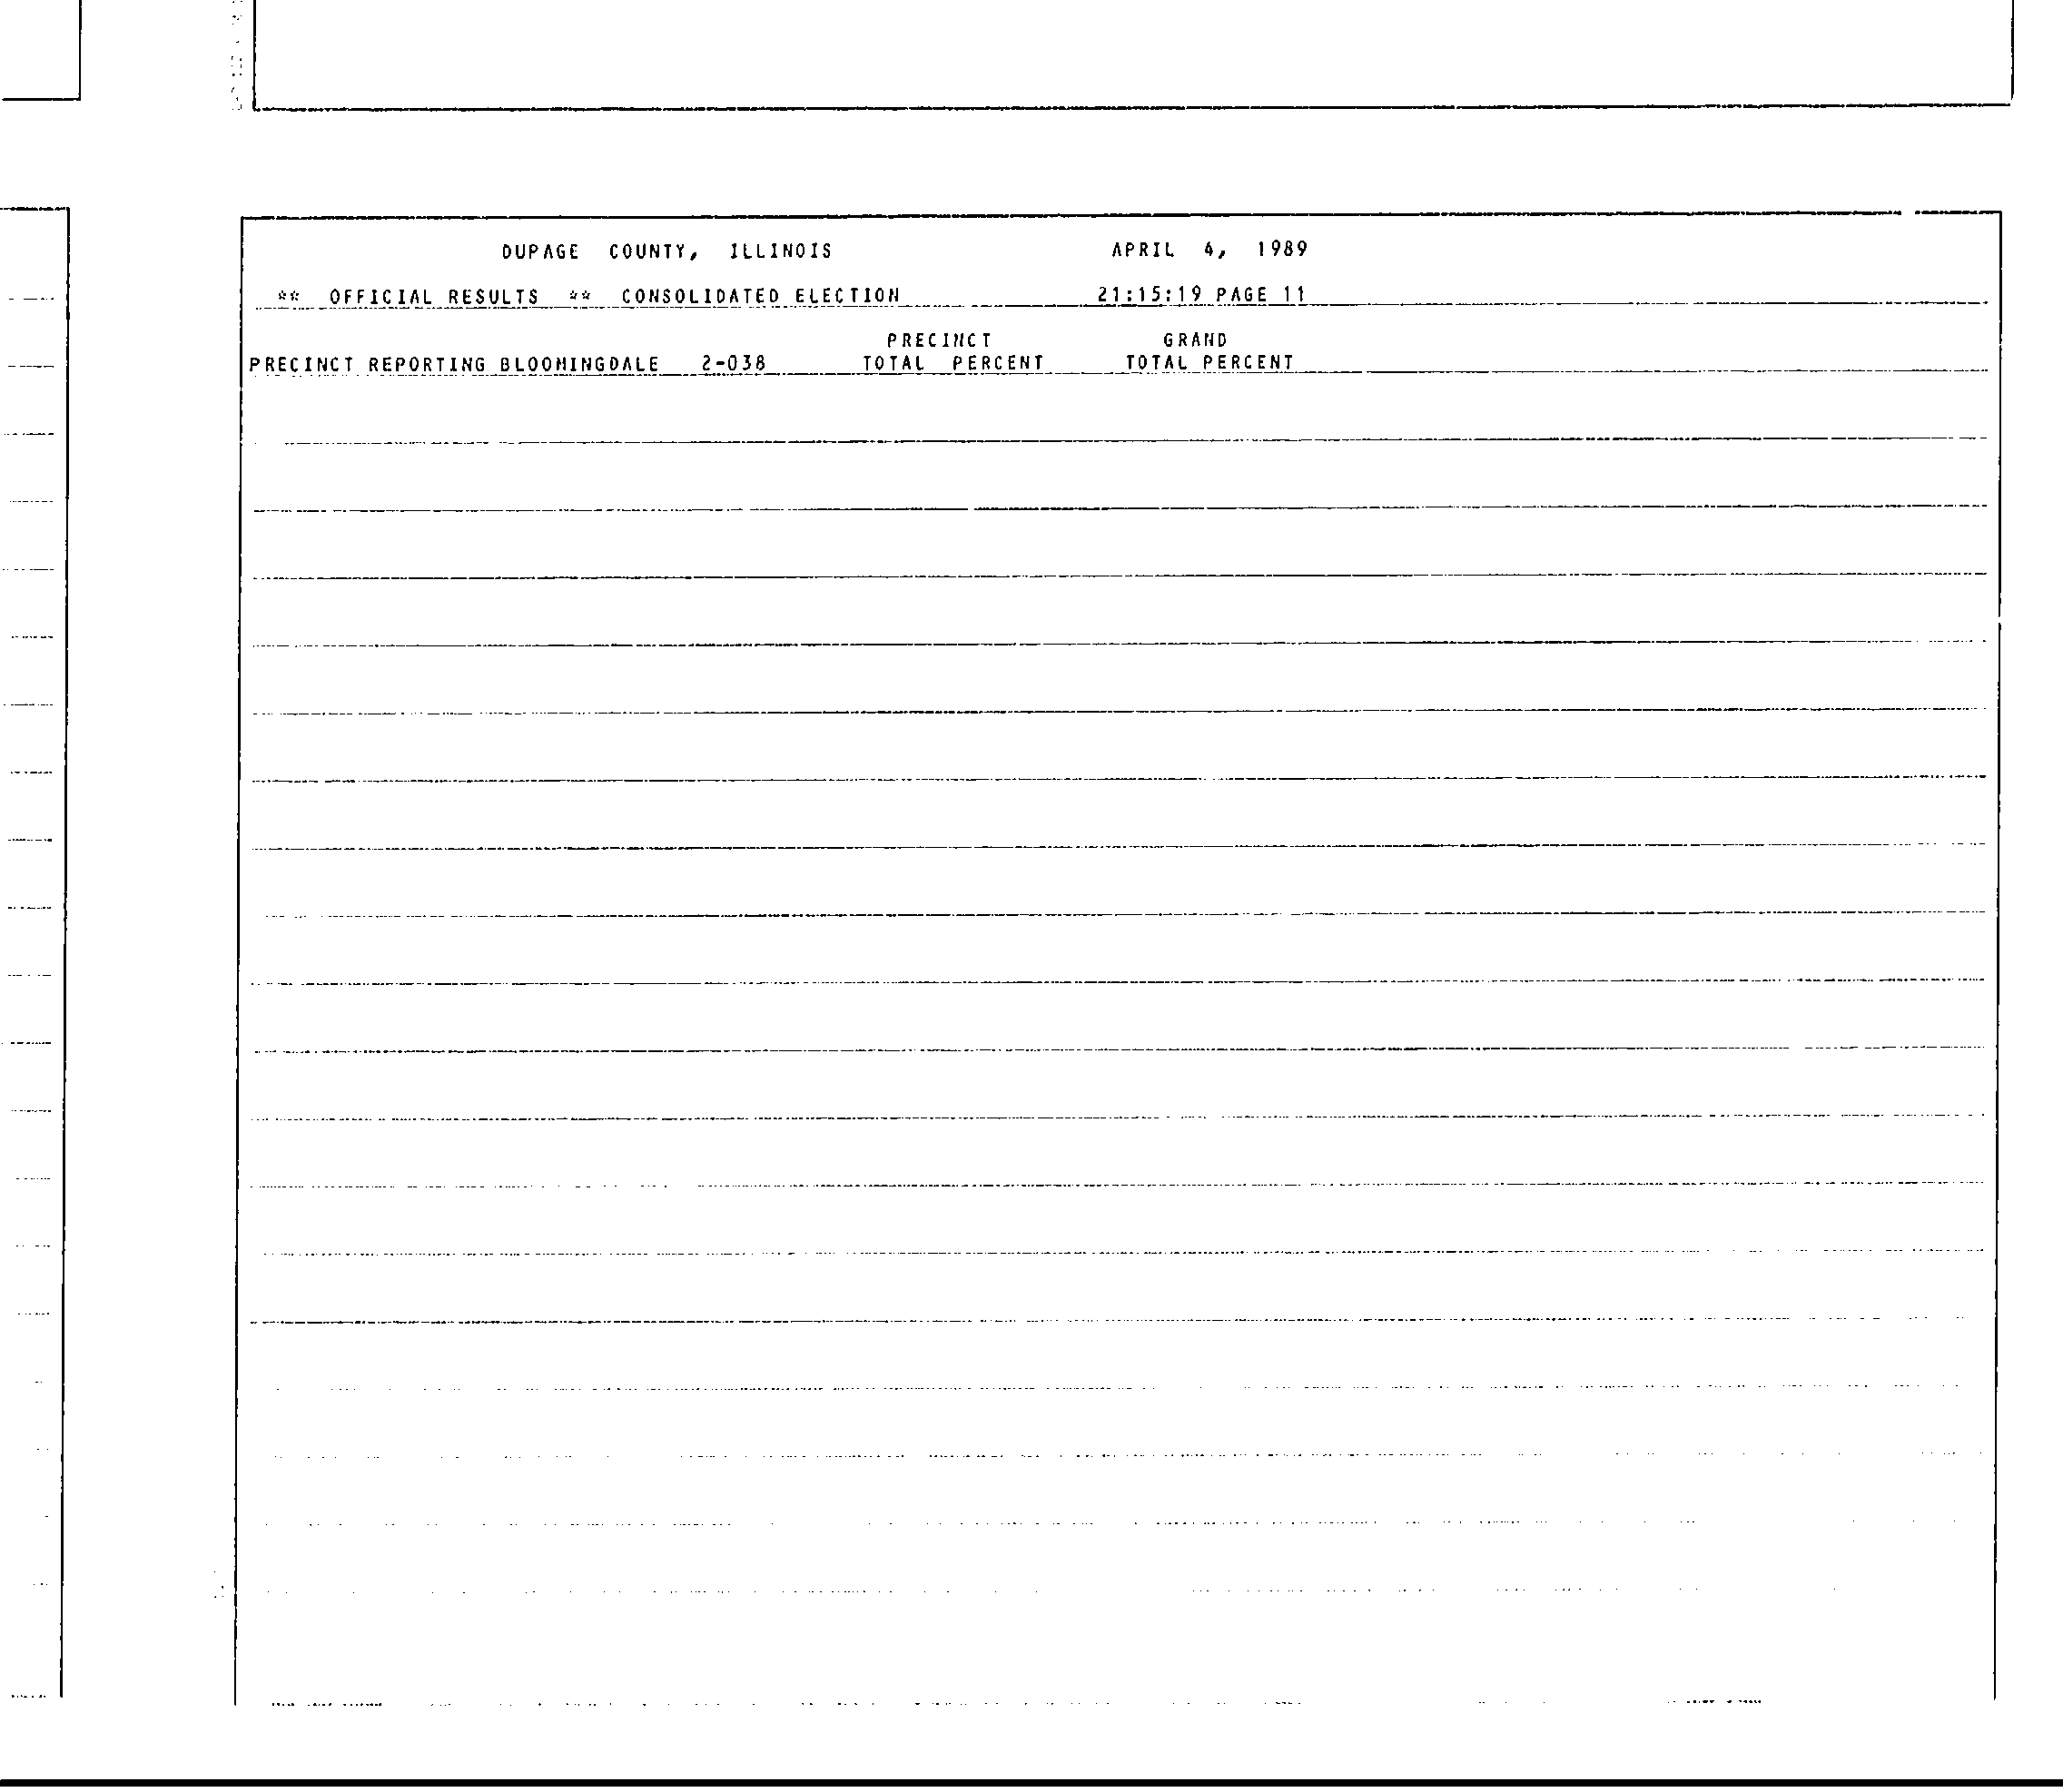 DUPAGE COUNTY, ILLINOIS APRIL 4, 1989
** OFFICIAL RESULTS ** CONSOLIDATED ELECTION 21:15:19 PAGE 11
PRECINCT GRAND
PRECINCT REPORTING BLOOMINGDALE 2-038 TOTAL PERCENT TOTAL PERCENT